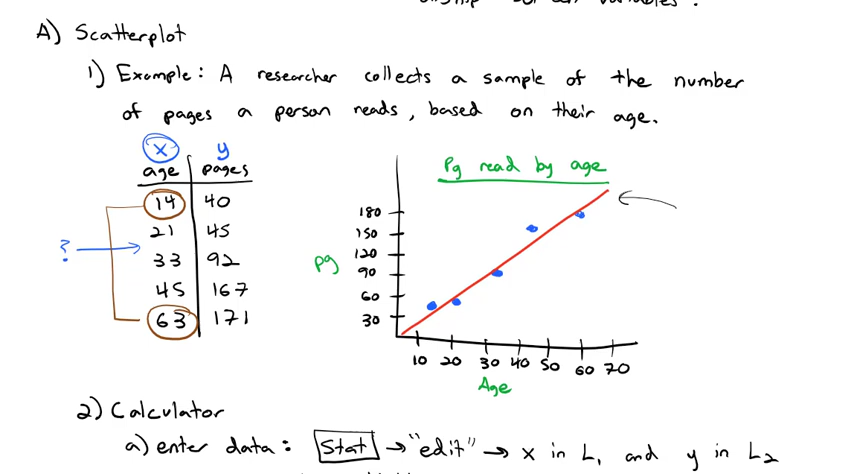 variables.
A) Scatterplot
1) Example: A researcher collects a sample of the number
of pages a person reads, based on their age.
x y
age pages
14 40
21 45
33 92
45 167
63 171
?
Pg read by age
180
150
120
90
60
30
pg
10 20 30 40 50 60 70
Age
2) Calculator
a) enter data: Stat → "edit" → x in L1 and y in L2